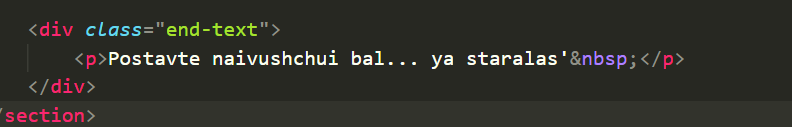 <div class="end-text">
<p>Postavte naivushchui bal... ya staralas'&nbsp;</p>
</div>
/section>